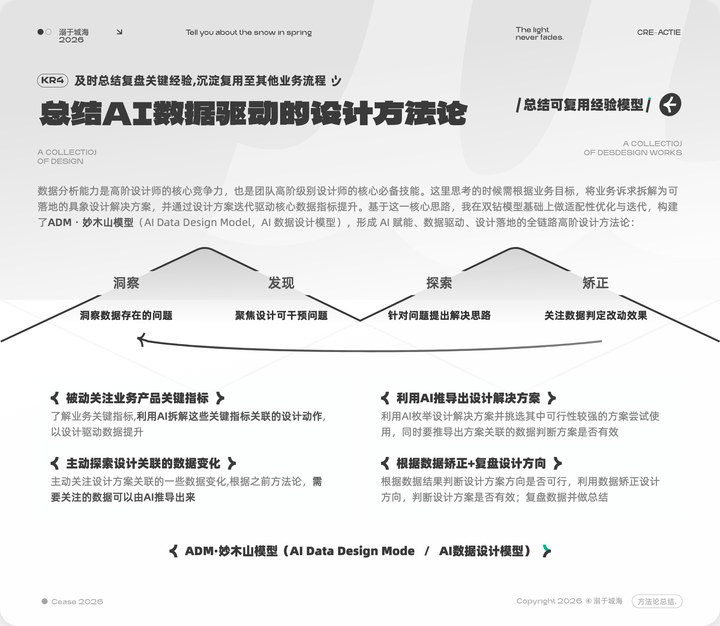 溺于城海
2026
Tell you about the snow in spring
The light
never fades.
CRE-ACTIE
KR4 及时总结复盘关键经验,沉淀复用至其他业务流程
总结AI数据驱动的设计方法论
/ 总结可复用经验模型 /
A COLLECTIO/
OF DESIGN
A COLLECTIO/
OF DESDESIGN WORKS
数据分析能力是高阶设计师的核心竞争力，也是团队高阶级别设计师的核心必备技能。这里思考的时候需根据业务目标，将业务诉求拆解为可
落地的具象设计解决方案，并通过设计方案迭代驱动核心数据指标提升。基于这一核心思路，我在双钻模型基础上做适配性优化与迭代，构建
了ADM · 妙木山模型（AI Data Design Model，AI 数据设计模型），形成 AI 赋能、数据驱动、设计落地的全链路高阶设计方法论：
洞察
发现
探索
矫正
洞察数据存在的问题
聚焦设计可干预问题
针对问题提出解决思路
关注数据判定改动效果
被动关注业务产品关键指标
了解业务关键指标,利用AI拆解这些关键指标关联的设计动作,
以设计驱动数据提升
利用AI推导出设计解决方案
利用AI枚举设计解决方案并挑选其中可行性较强的方案尝试使
用，同时要推导出方案关联的数据判断方案是否有效
主动探索设计关联的数据变化
主动关注设计方案关联的一些数据变化,根据之前方法论，需
要关注的数据可以由AI推导出来
根据数据矫正+复盘设计方向
根据数据结果判断设计方案方向是否可行，利用数据矫正设计
方向，判断设计方案是否有效；复盘数据并做总结
ADM·妙木山模型（AI Data Design Mode / AI数据设计模型）
Cease 2026
Copyright 2026 ® 溺于城海
方法论总结.